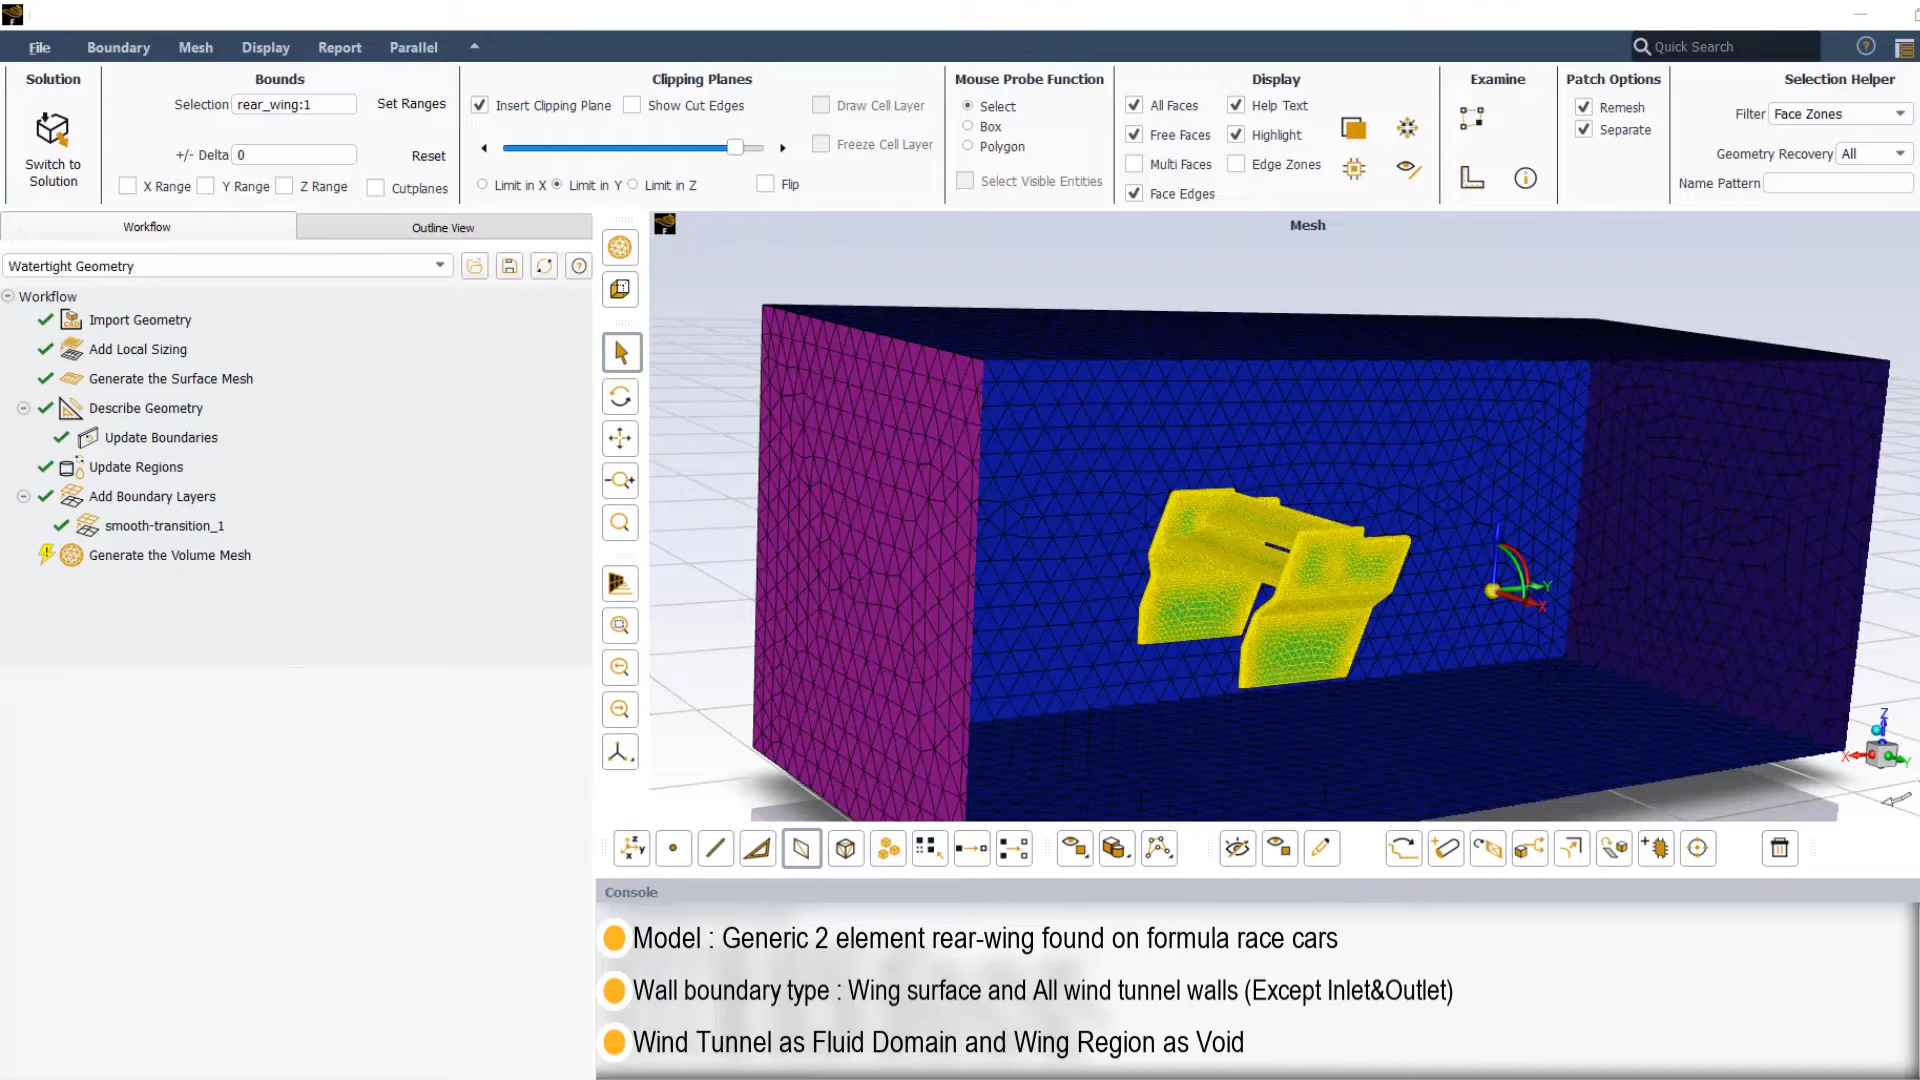 File Boundary Mesh Display Report Parallel Quick Search
Solution
Switch to
Solution
Bounds
Selection rear_wing:1 Set Ranges
+/- Delta 0 Reset
X Range Y Range Z Range Cutplanes
Clipping Planes
Insert Clipping Plane Show Cut Edges Draw Cell Layer
Freeze Cell Layer
Limit in X Limit in Y Limit in Z Flip
Mouse Probe Function
Select
Box
Polygon
Select Visible Entities
Display
All Faces Help Text
Free Faces Highlight
Multi Faces Edge Zones
Face Edges
Examine
Patch Options
Remesh
Separate
Selection Helper
Filter Face Zones
Geometry Recovery All
Name Pattern
Workflow Outline View
Watertight Geometry
Workflow
Import Geometry
Add Local Sizing
Generate the Surface Mesh
Describe Geometry
Update Boundaries
Update Regions
Add Boundary Layers
smooth-transition_1
Generate the Volume Mesh
Mesh
Y
X
Z
X
Y
Console
Model : Generic 2 element rear-wing found on formula race cars
Wall boundary type : Wing surface and All wind tunnel walls (Except Inlet&Outlet)
Wind Tunnel as Fluid Domain and Wing Region as Void